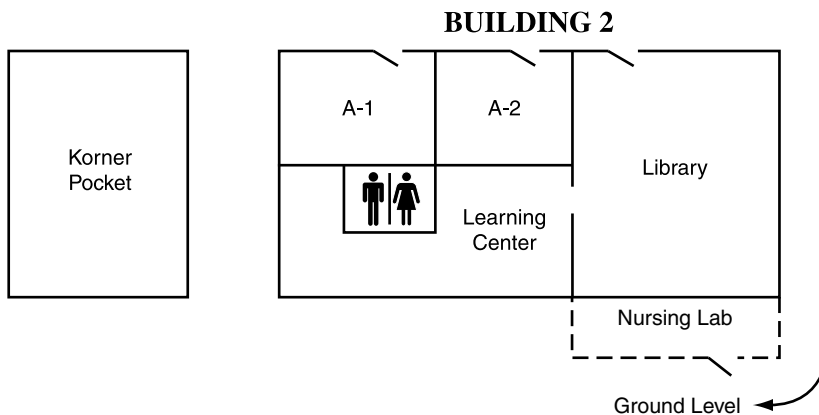 BUILDING 2
A-1
A-2
Korner
Pocket
Library
Learning
Center
Nursing Lab
Ground Level